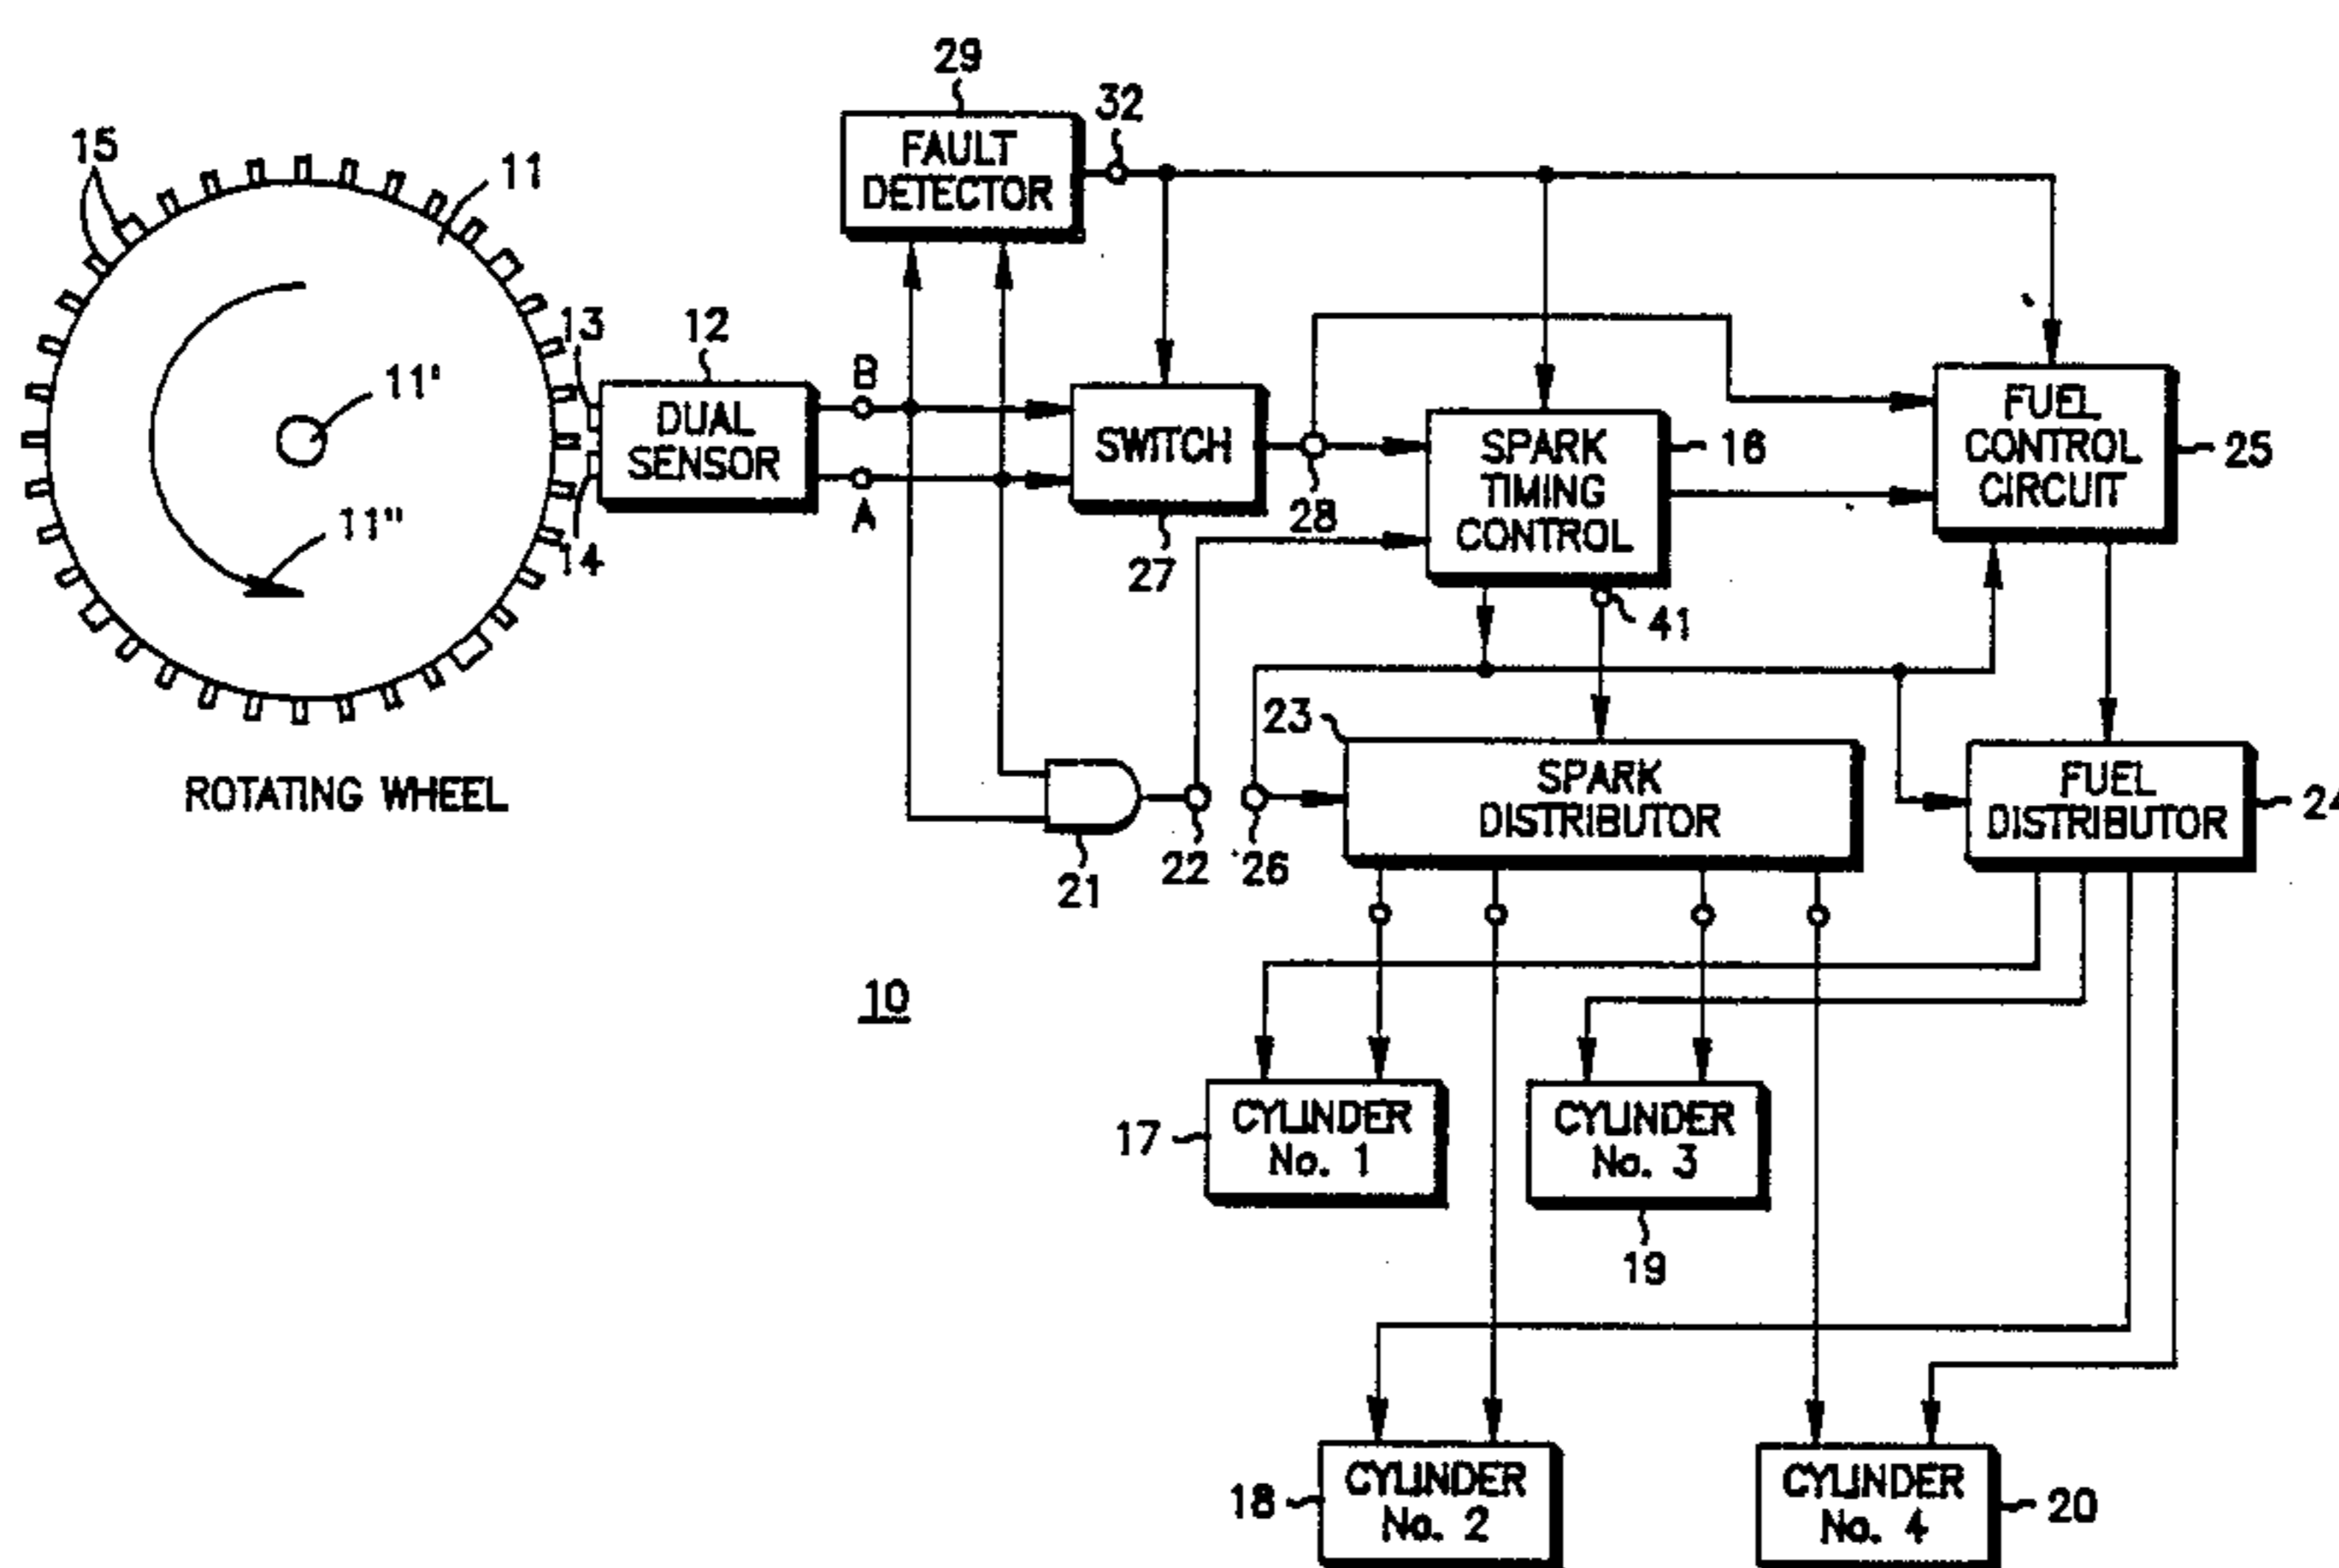 29
32
FAULT
DETECTOR
15
11
13
12
B
DUAL
SENSOR
A
14
11'
11"
SWITCH
27
28
SPARK
TIMING
CONTROL
16
41
FUEL
CONTROL
CIRCUIT
25
ROTATING WHEEL
21
22
26
23
SPARK
DISTRIBUTOR
FUEL
DISTRIBUTOR
24
10
17
CYLINDER
No. 1
CYLINDER
No. 3
19
18
CYLINDER
No. 2
CYLINDER
No. 4
20